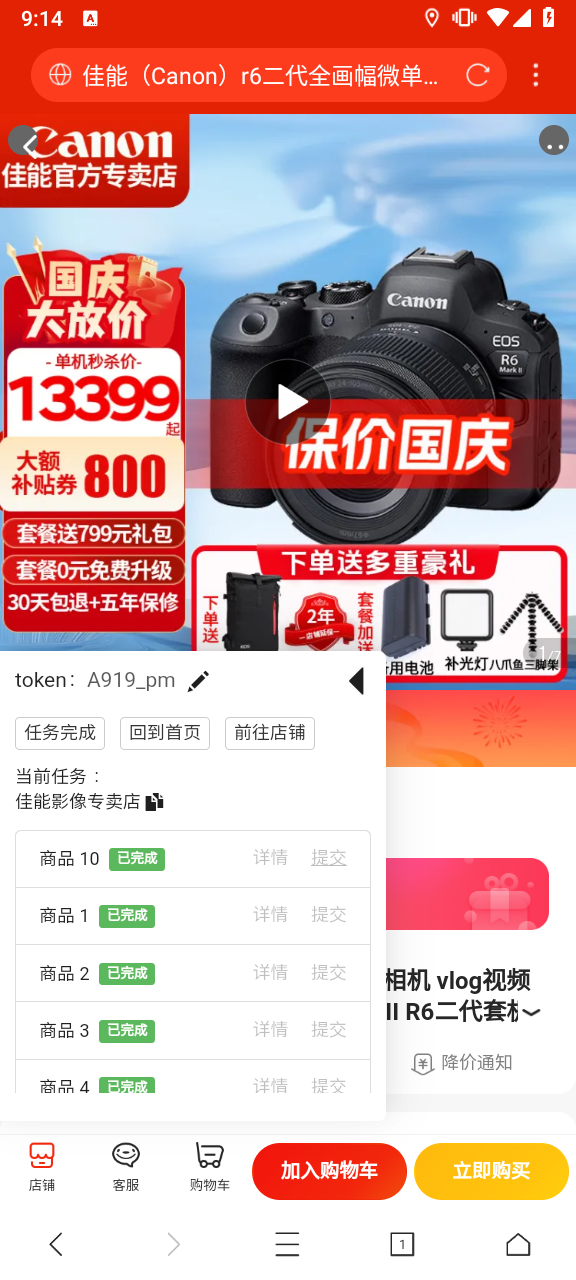 9:14
佳能（Canon）r6二代全画幅微单...
Canon
佳能官方专卖店
国庆
大放价
-单机秒杀价-
13399
起
大额
补贴券
800
套餐送799元礼包
套餐0元免费升级
30天包退+五年保修
Canon
EOS
R6
Mark II
保价国庆
下单送多重豪礼
下单送
2年
套餐加送
备用电池
补光灯
八爪鱼三脚架
1/7
token： A919_pm
任务完成
回到首页
前往店铺
当前任务：
佳能影像专卖店
商品 10 已完成 详情 提交
商品 1 已完成 详情 提交
商品 2 已完成 详情 提交
商品 3 已完成 详情 提交
商品 4 已完成 详情 提交
相机 vlog视频
II R6二代套机
降价通知
店铺
客服
购物车
加入购物车
立即购买
1